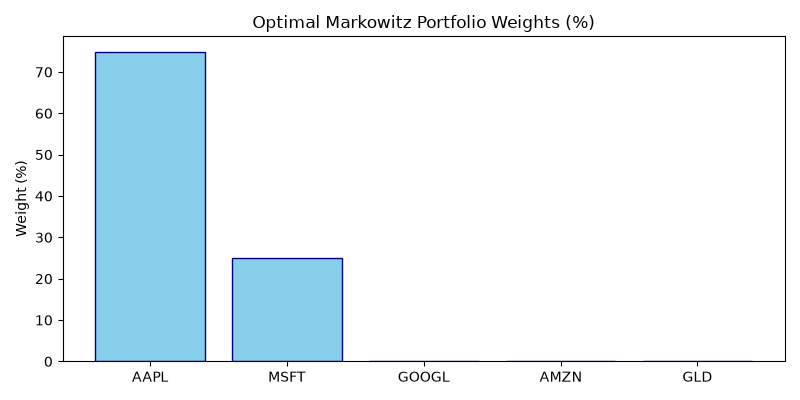 Optimal Markowitz Portfolio Weights (%)
Weight (%)
70
60
50
40
30
20
10
0
AAPL MSFT GOOGL AMZN GLD